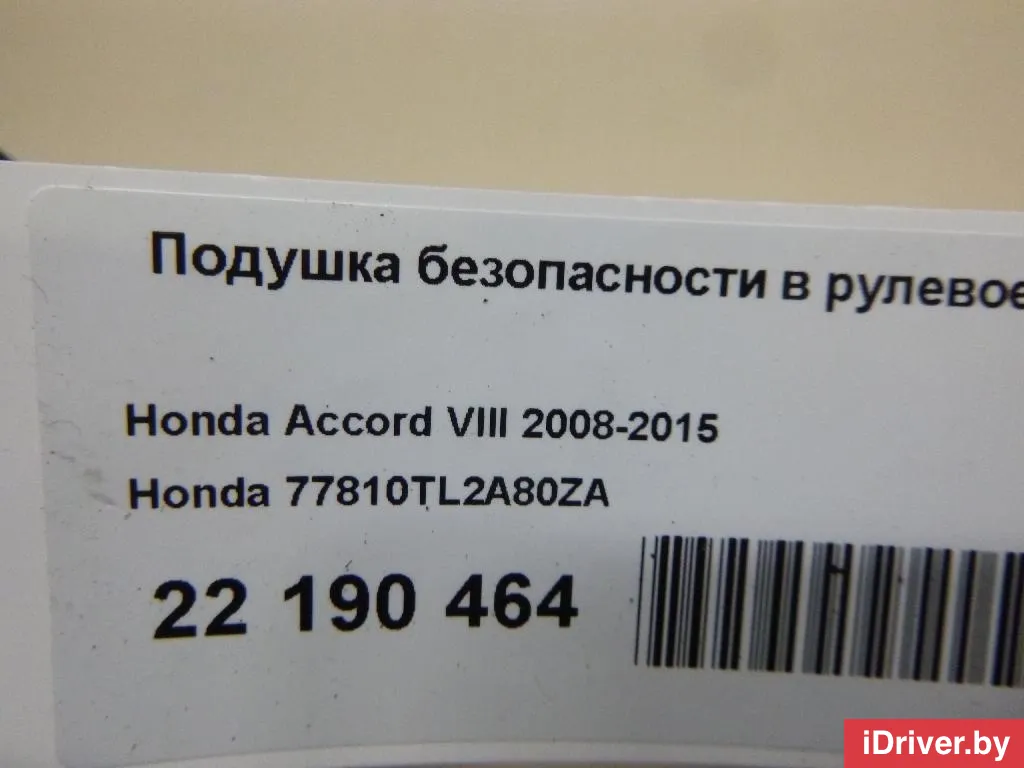 Подушка безопасности в рулевое
Honda Accord VIII 2008-2015
Honda 77810TL2A80ZA
22 190 464
iDriver.by